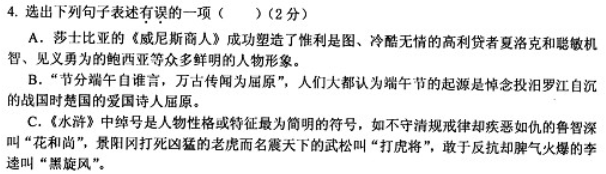 4. 选出下列句子表述有误的一项（　　）（2 分）
A．莎士比亚的《威尼斯商人》成功塑造了惟利是图、冷酷无情的高利贷者夏洛克和聪敏机
智、见义勇为的鲍西亚等众多鲜明的人物形象。
B．“节分端午自谁言，万古传闻为屈原”，人们大都认为端午节的起源是悼念投汨罗江自沉
的战国时楚国的爱国诗人屈原。
C．《水浒》中绰号是人物性格或特征最为简明的符号，如不守清规戒律却疾恶如仇的鲁智深
叫“花和尚”，景阳冈打死凶猛的老虎而名震天下的武松叫“打虎将”，敢于反抗却脾气火爆的李
逵叫“黑旋风”。